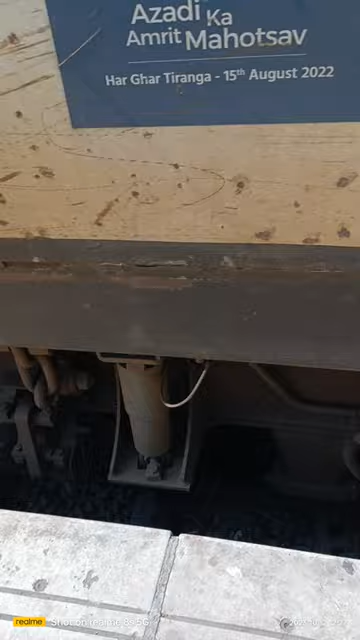 Azadi Ka
Amrit Mahotsav
Har Ghar Tiranga - 15th August 2022
realme Shot on realme 8s 5G